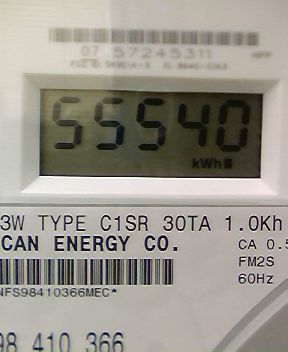 07 57245311
55540
kWh
3W TYPE C1SR 30TA 1.0Kh
CAN ENERGY CO.
CA 0.5
FM2S
60Hz
NFS98410366MEC*
98 410 366